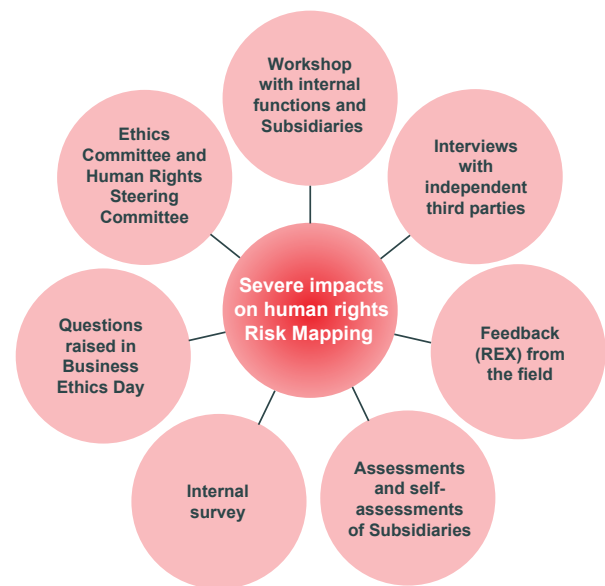 Workshop
with internal
functions and
Subsidiaries
Interviews
with
independent
third parties
Feedback
(REX) from
the field
Assessments
and self-
assessments
of Subsidiaries
Internal
survey
Questions
raised in
Business
Ethics Day
Ethics
Committee and
Human Rights
Steering
Committee
Severe impacts
on human rights
Risk Mapping